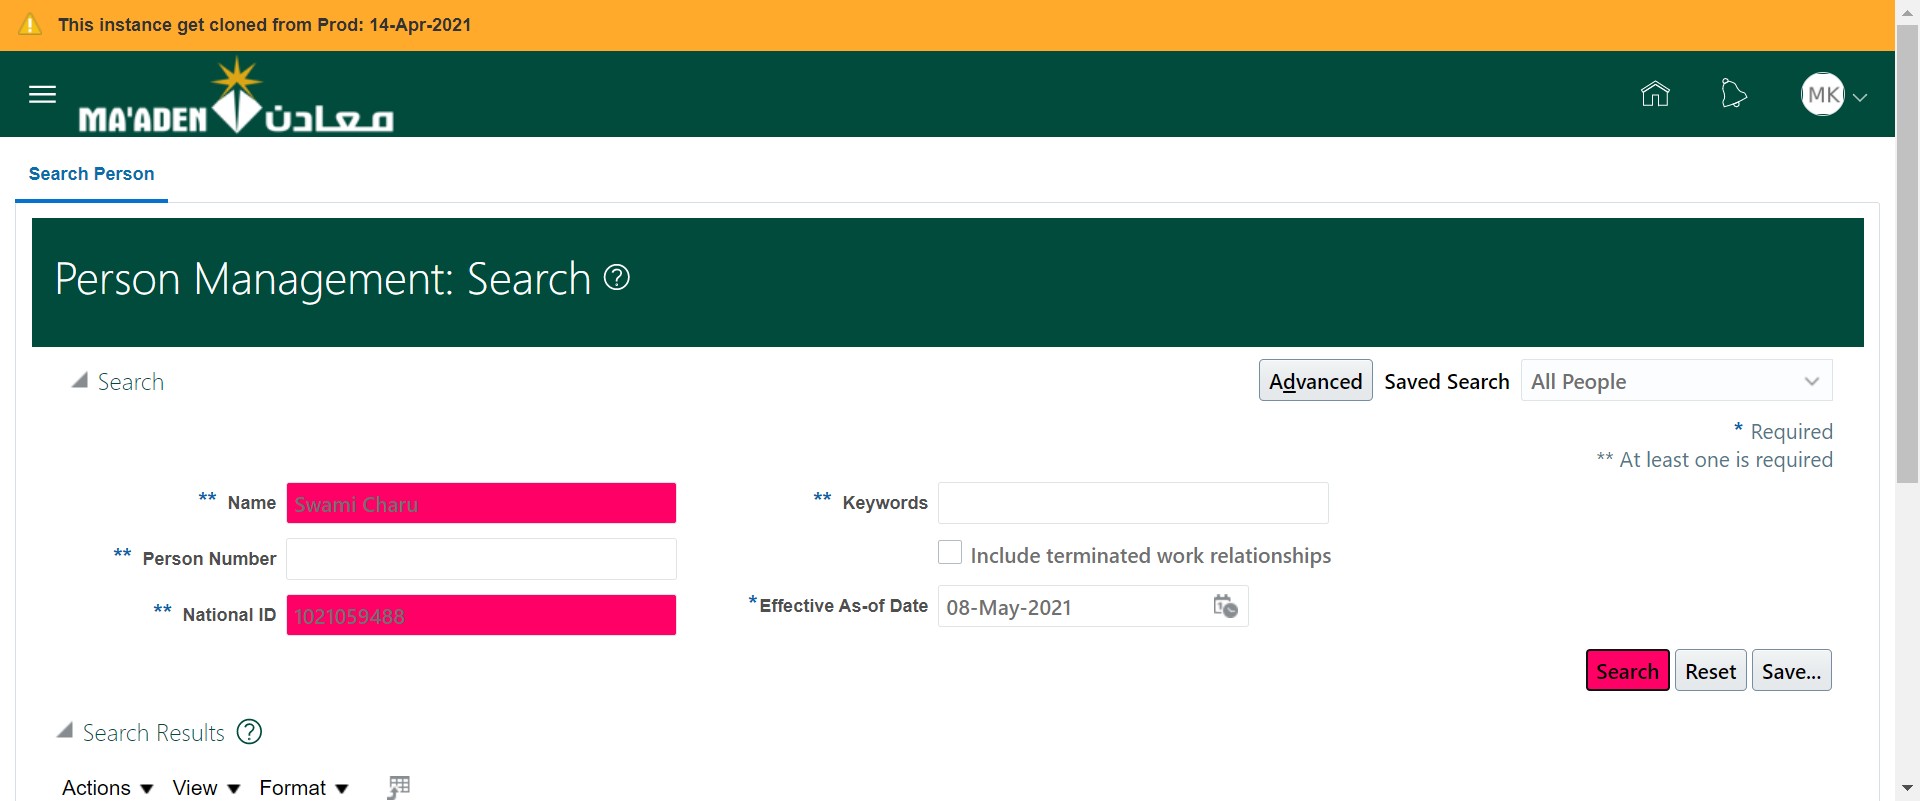 This instance get cloned from Prod: 14-Apr-2021
MA'ADEN معادن
MK
Search Person
Person Management: Search ?
Search
Advanced Saved Search All People
* Required
** At least one is required
** Name Swami Charu
** Keywords
** Person Number
Include terminated work relationships
** National ID 1021059488
*Effective As-of Date 08-May-2021
Search Reset Save...
Search Results ?
Actions View Format